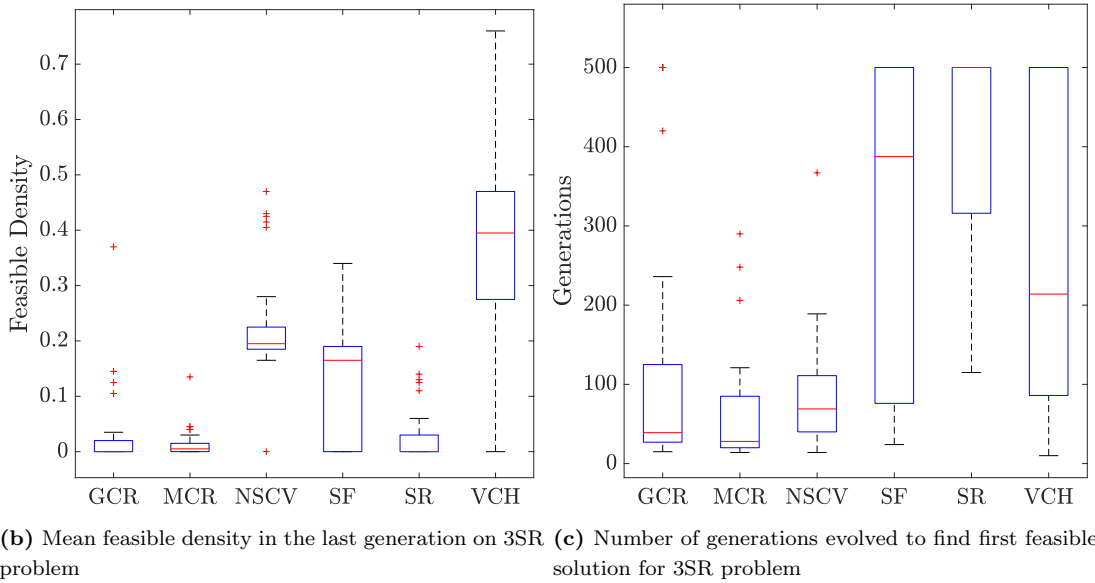 Feasible Density
0.7
0.6
0.5
0.4
0.3
0.2
0.1
0
GCR MCR NSCV SF SR VCH
(b) Mean feasible density in the last generation on 3SR
problem
Generations
500
400
300
200
100
0
GCR MCR NSCV SF SR VCH
(c) Number of generations evolved to find first feasible
solution for 3SR problem